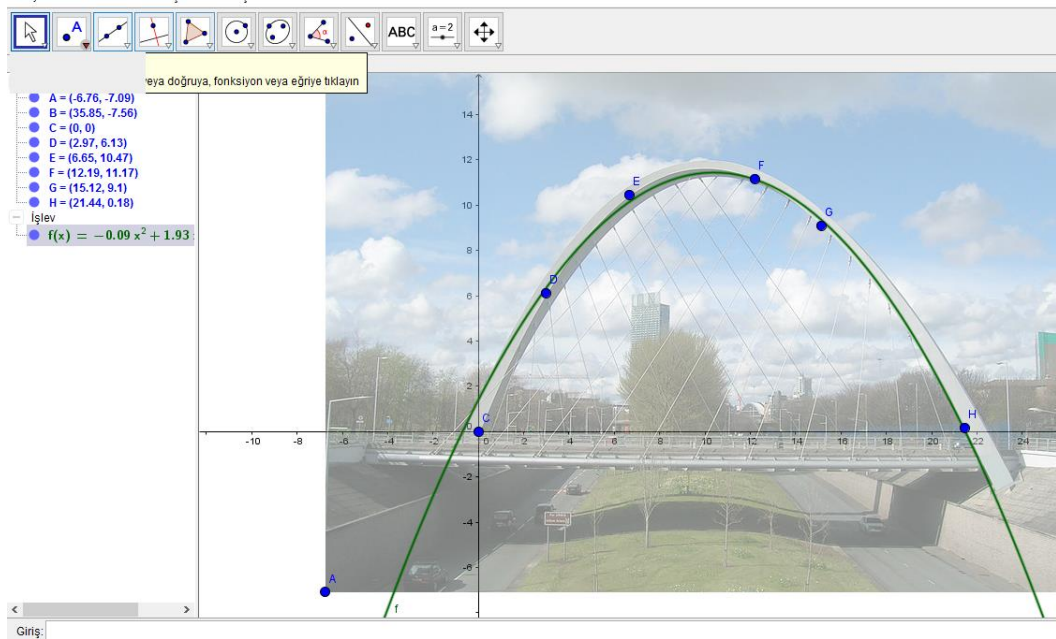 A
ABC
a=2
veya doğruya, fonksiyon veya eğriye tıklayın
A = (-6.76, -7.09)
B = (35.85, -7.56)
C = (0, 0)
D = (2.97, 6.13)
E = (6.65, 10.47)
F = (12.19, 11.17)
G = (15.12, 9.1)
H = (21.44, 0.18)
İşlev
f(x) = −0.09 x² + 1.93
14
12
10
8
6
4
2
0
-2
-4
-6
-10 -8 -6 -4 -2 2 4 6 8 10 12 14 16 18 20 22 24
E
F
G
D
C
H
A
f
Giriş: